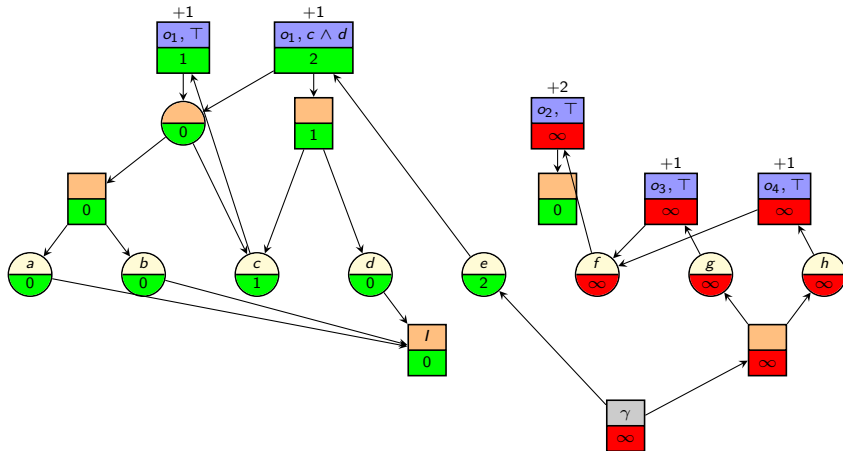 +1 +1
o₁, ⊤ o₁, c ∧ d
1 2
+2
o₂, ⊤
0 1 ∞
+1 +1
o₃, ⊤ o₄, ⊤
0 0 ∞ ∞
a b c d e f g h
0 0 1 0 2 ∞ ∞ ∞
I
0 ∞
γ
∞